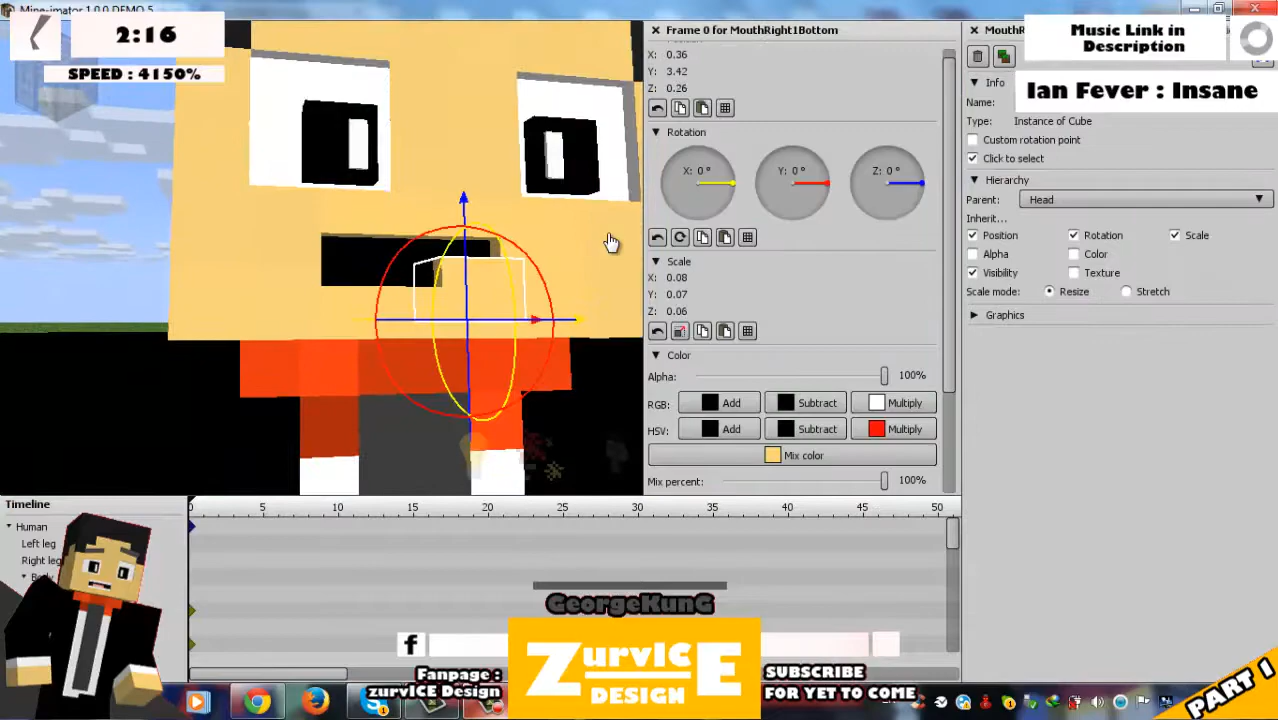 Mine-imator 1.0.0 DEMO 5
2:16
SPEED : 4150%
Music Link in
Description
Ian Fever : Insane
Frame 0 for MouthRight1Bottom
X: 0.36
Y: 3.42
Z: 0.26
Rotation
X: 0 °
Y: 0 °
Z: 0 °
Scale
X: 0.08
Y: 0.07
Z: 0.06
Color
Alpha:
100%
RGB:
Add
Subtract
Multiply
HSV:
Add
Subtract
Multiply
Mix color
Mix percent:
100%
Info
Name:
Type:
Instance of Cube
Custom rotation point
Click to select
Hierarchy
Parent:
Head
Inherit...
Position
Rotation
Scale
Alpha
Color
Visibility
Texture
Scale mode:
Resize
Stretch
Graphics
Timeline
0 5 10 15 20 25 30 35 40 45 50
Human
Left leg
Right leg
GeorgeKunG
f
Fanpage :
zurvICE Design
ZurvICE
DESIGN
SUBSCRIBE
FOR YET TO COME
PART 1